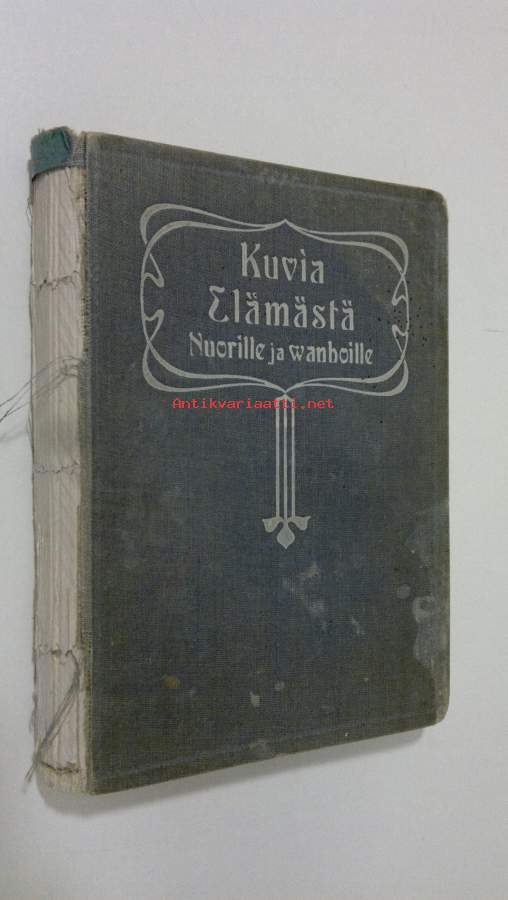 Kuvia
Elämästä
Nuorille ja wanhoille
Antikvariaatti.net